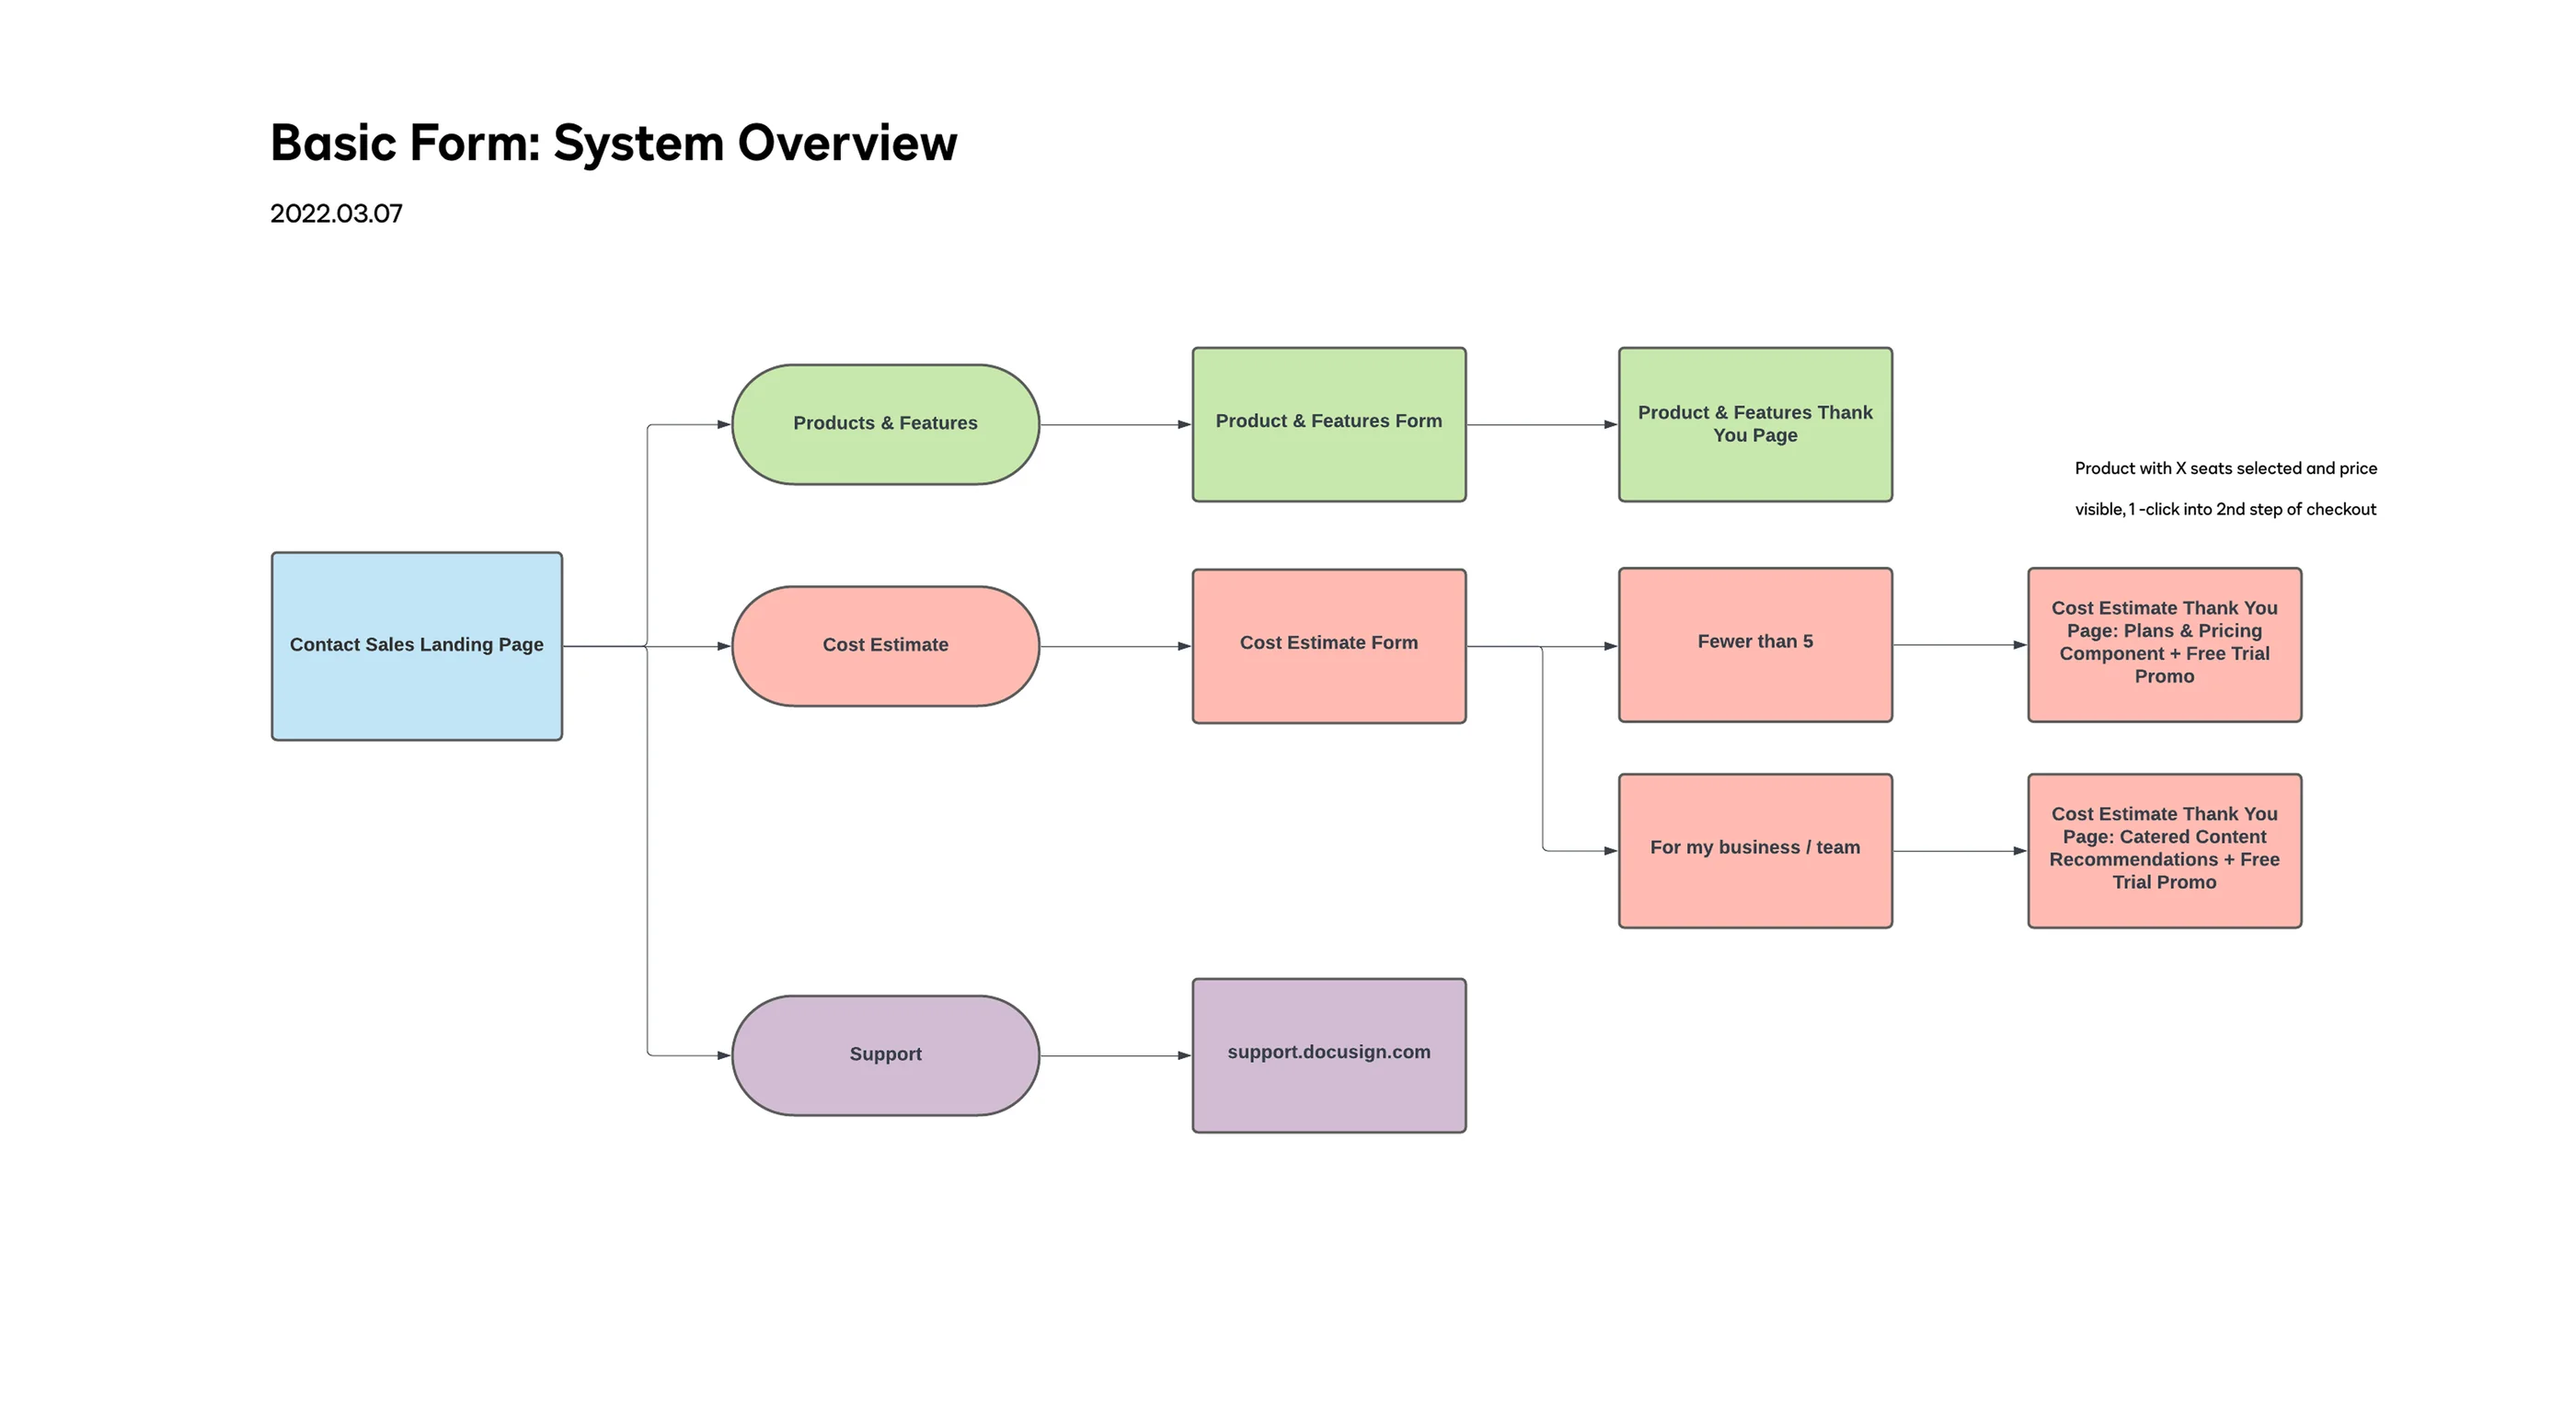 Basic Form: System Overview
2022.03.07
Products & Features
Product & Features Form
Product & Features Thank
You Page
Product with X seats selected and price
visible, 1 -click into 2nd step of checkout
Contact Sales Landing Page
Cost Estimate
Cost Estimate Form
Fewer than 5
Cost Estimate Thank You
Page: Plans & Pricing
Component + Free Trial
Promo
For my business / team
Cost Estimate Thank You
Page: Catered Content
Recommendations + Free
Trial Promo
Support
support.docusign.com